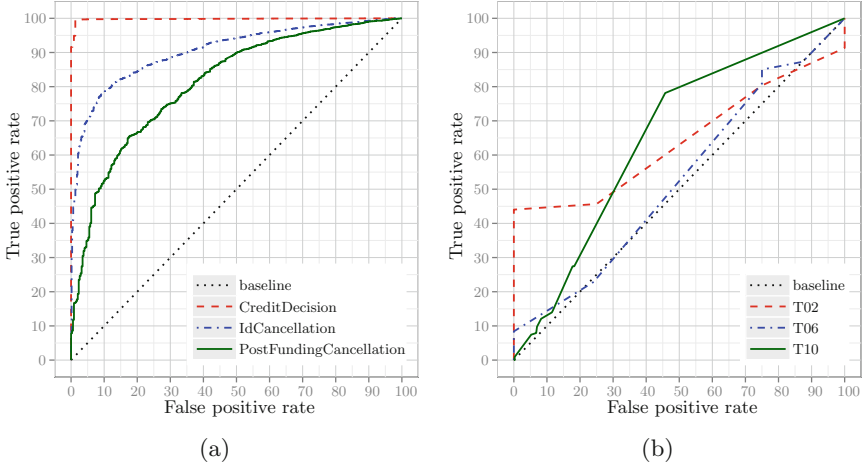 100
90
80
70
60
50
40
30
20
10
0
True positive rate
baseline
CreditDecision
IdCancellation
PostFundingCancellation
0 10 20 30 40 50 60 70 80 90 100
False positive rate
(a)
100
90
80
70
60
50
40
30
20
10
0
True positive rate
baseline
T02
T06
T10
0 10 20 30 40 50 60 70 80 90 100
False positive rate
(b)